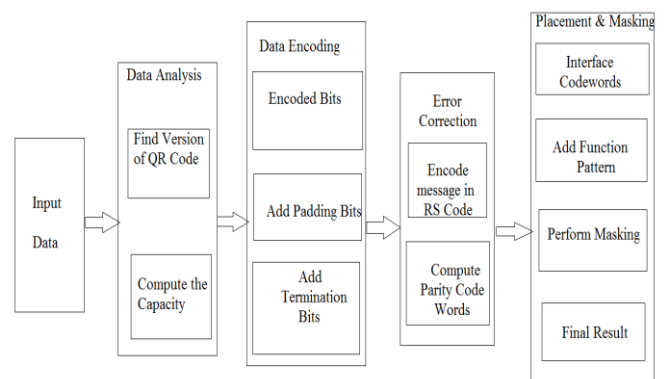 Input
Data
Data Analysis
Find Version
of QR Code
Compute the
Capacity
Data Encoding
Encoded Bits
Add Padding Bits
Add
Termination
Bits
Error
Correction
Encode
message in
RS Code
Compute
Parity Code
Words
Placement & Masking
Interface
Codewords
Add Function
Pattern
Perform Masking
Final Result